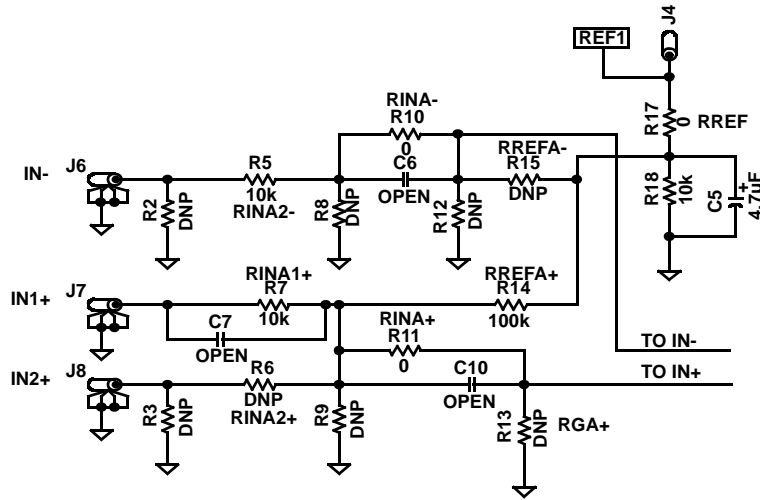 J4
REF1
RINA-
R10
0
R17
0
RREF
IN-
J6
R5
10k
RINA2-
C6
OPEN
RREFA-
R15
DNP
R18
10k
C5
+
4.7uF
R2
DNP
R8
DNP
R12
DNP
IN1+
J7
RINA1+
R7
10k
RREFA+
R14
100k
C7
OPEN
RINA+
R11
0
TO IN-
IN2+
J8
R6
DNP
RINA2+
C10
OPEN
TO IN+
R3
DNP
R9
DNP
R13
DNP
RGA+